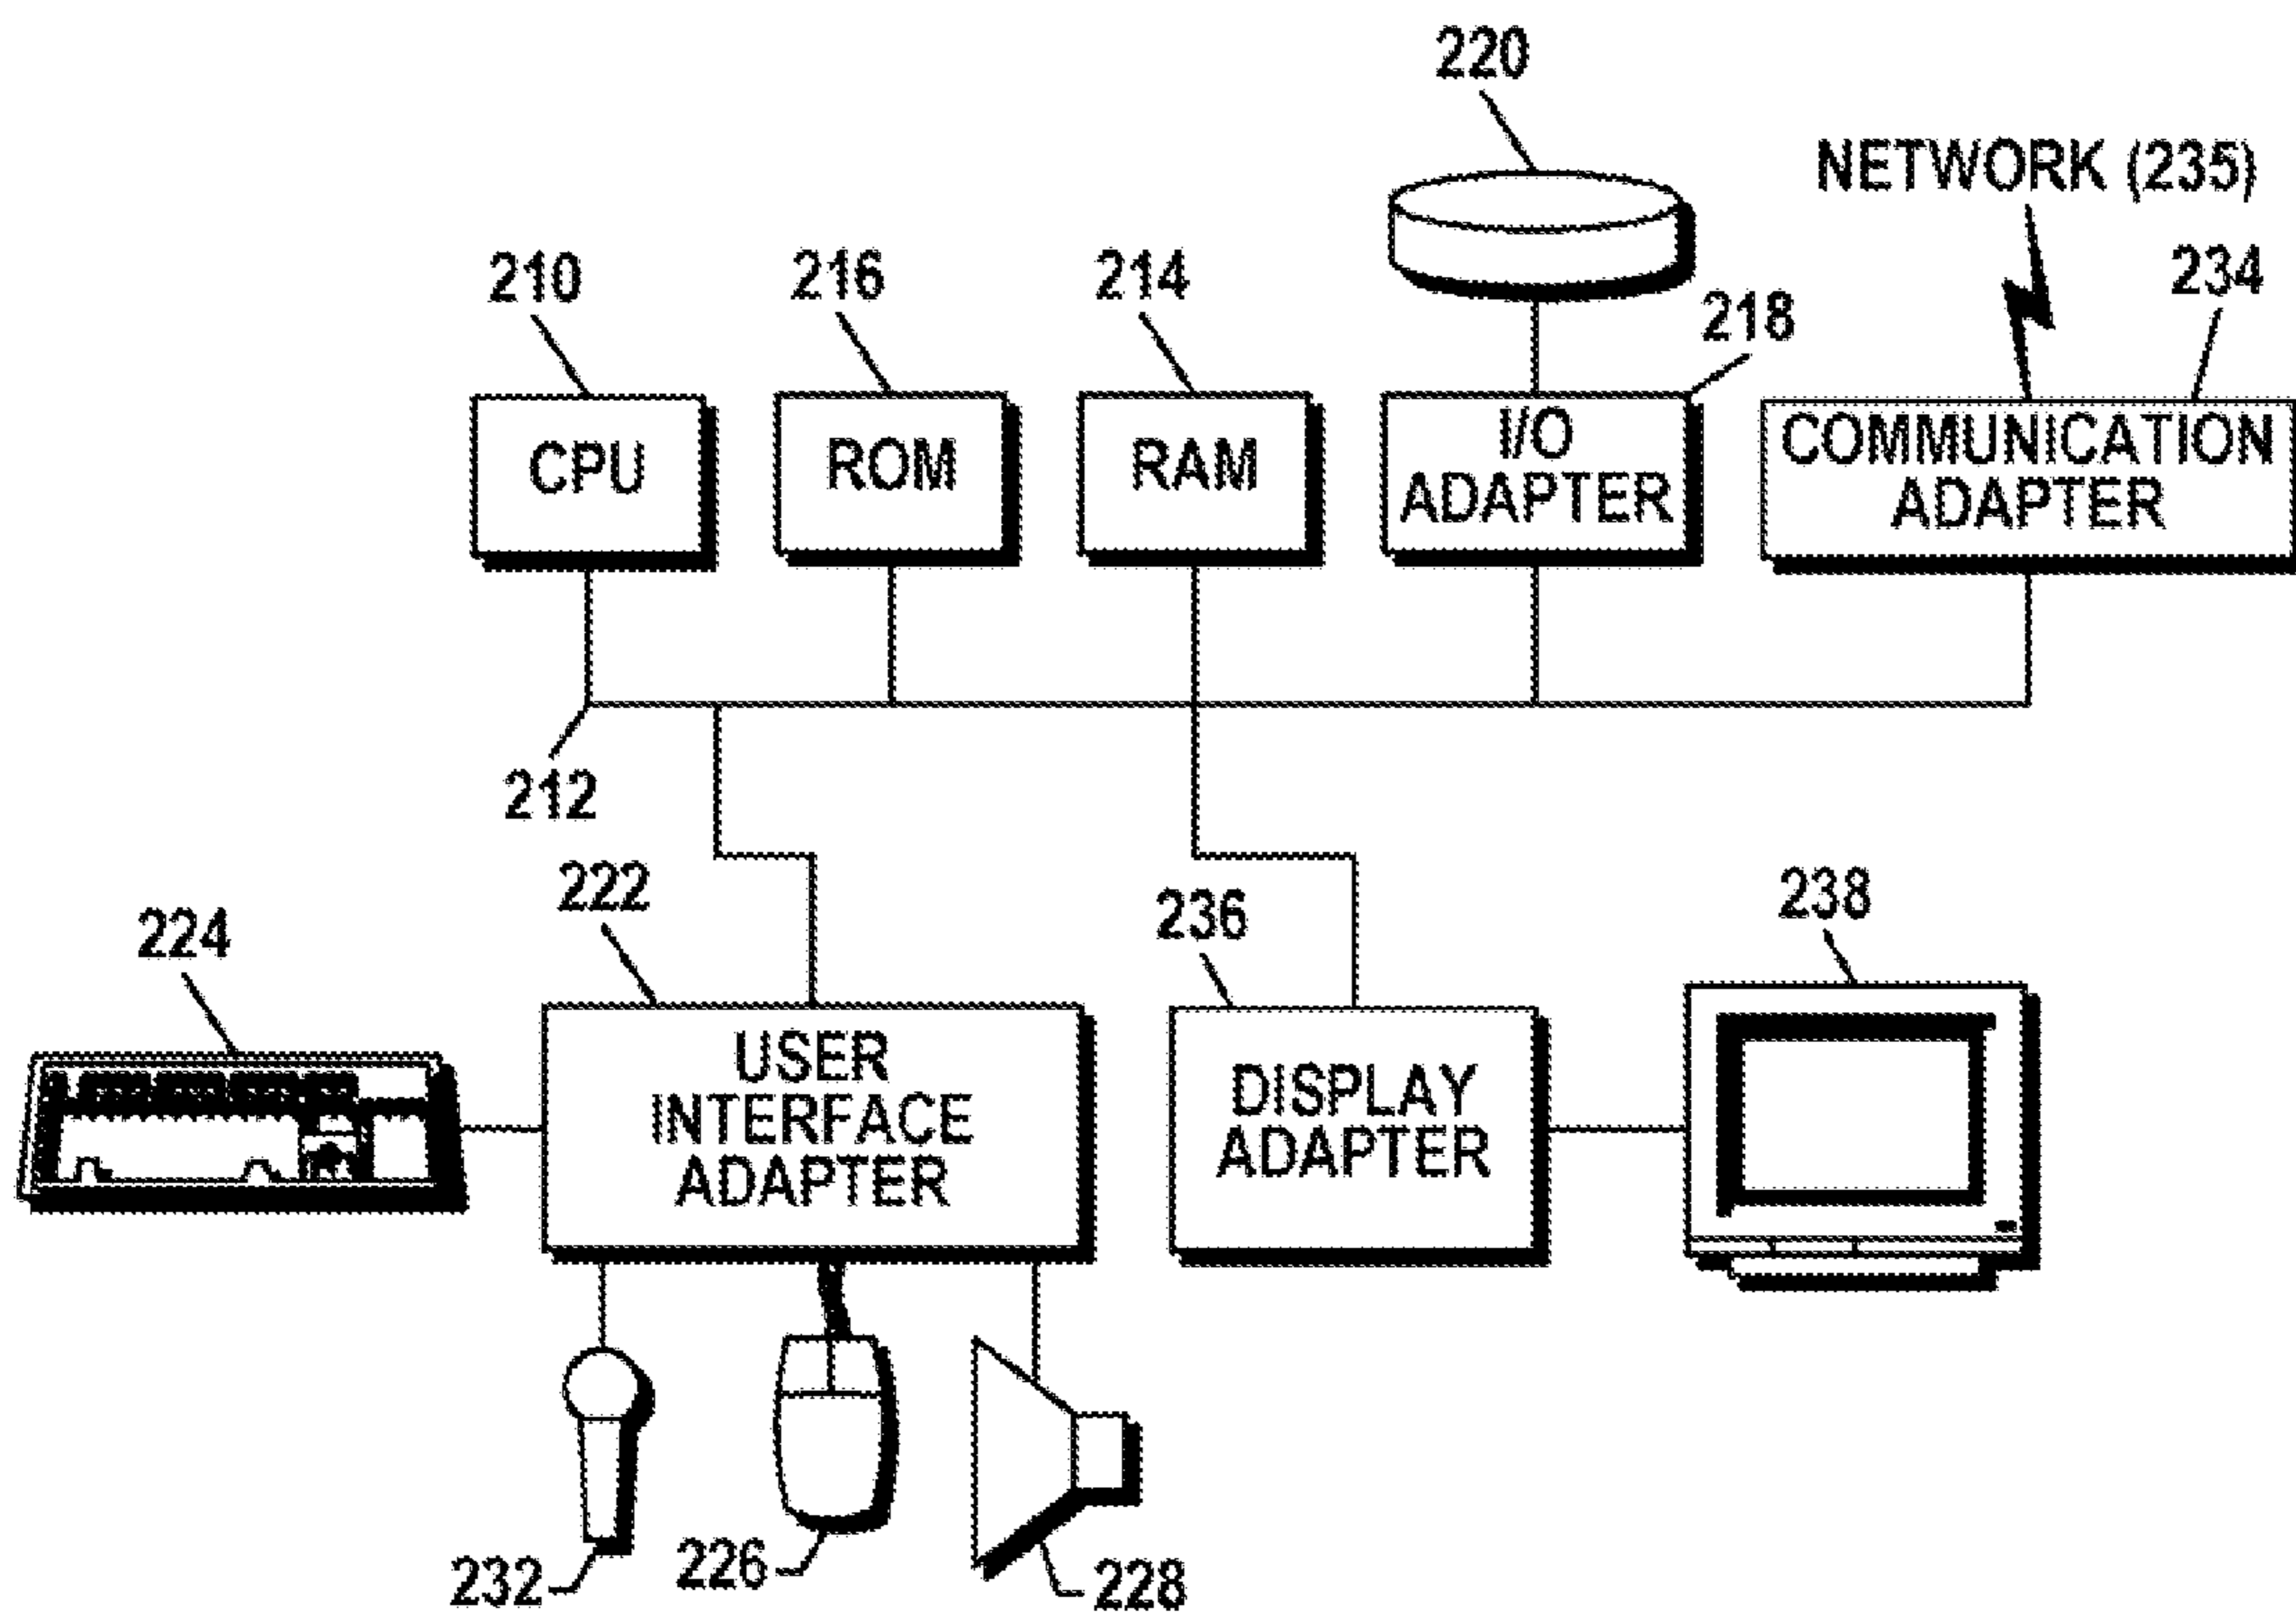 220
NETWORK (235)
210
216
214
218
234
CPU
ROM
RAM
I/O
ADAPTER
COMMUNICATION
ADAPTER
212
222
224
236
238
USER
INTERFACE
ADAPTER
DISPLAY
ADAPTER
232
226
228